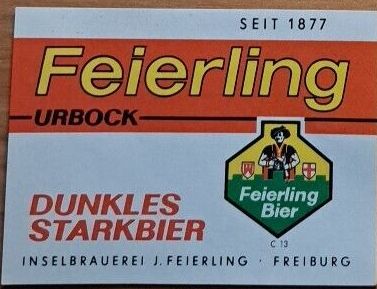 SEIT 1877
Feierling
URBOCK
Feierling
Bier
DUNKLES
STARKBIER
C 13
INSELBRAUEREI J. FEIERLING · FREIBURG